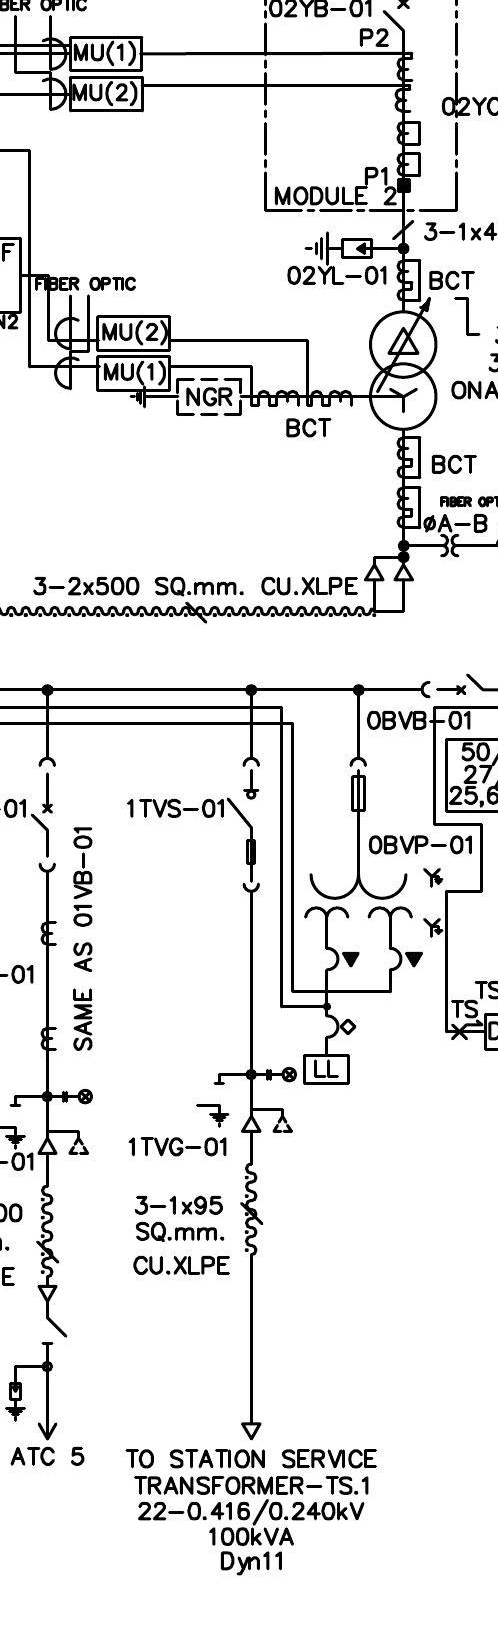 BER OPTIC
02YB-01
P2
MU(1)
MU(2)
02YC
P1
MODULE 2
3-1x4
F
02YL-01
BCT
FIBER OPTIC
N2
MU(2)
MU(1)
NGR
ONA
BCT
BCT
FIBER OPT
ØA-B
3-2x500 SQ.mm. CU.XLPE
0BVB-01
50/
27/
25,6
-01
1TVS-01
SAME AS 01VB-01
0BVP-01
-01
TS
TS
D
LL
1TVG-01
-01
3-1x95
SQ.mm.
CU.XLPE
00
.
E
ATC 5
TO STATION SERVICE
TRANSFORMER-TS.1
22-0.416/0.240kV
100kVA
Dyn11